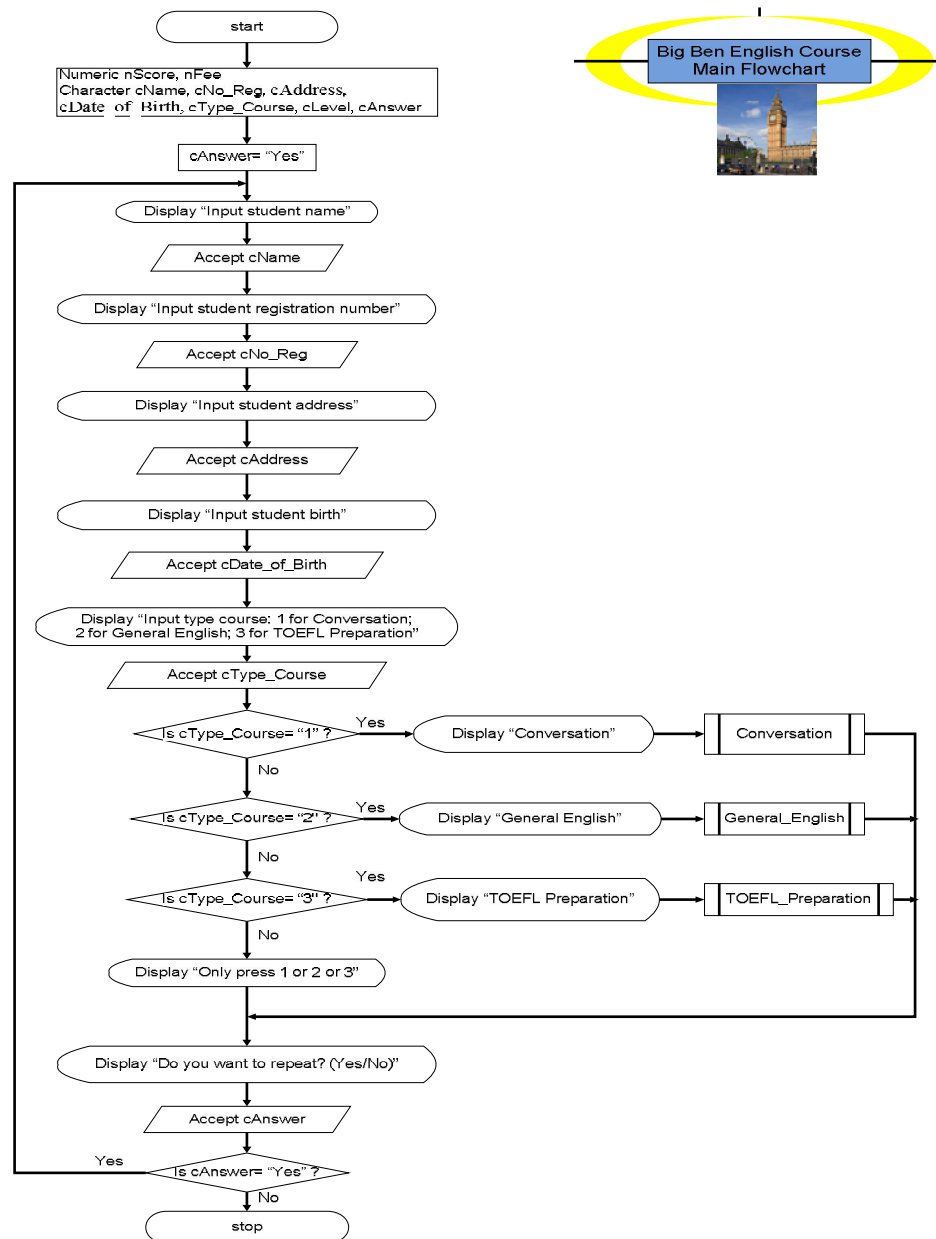 start
Big Ben English Course
Main Flowchart
Numeric nScore, nFee
Character cName, cNo_Reg, cAddress,
cDate_of_Birth, cType_Course, cLevel, cAnswer
cAnswer= “Yes”
Display “Input student name”
Accept cName
Display “Input student registration number”
Accept cNo_Reg
Display “Input student address”
Accept cAddress
Display “Input student birth”
Accept cDate_of_Birth
Display “Input type course: 1 for Conversation;
2 for General English; 3 for TOEFL Preparation”
Accept cType_Course
Is cType_Course= “1” ?
Yes
Display “Conversation”
Conversation
No
Is cType_Course= “2” ?
Yes
Display “General English”
General_English
No
Is cType_Course= “3” ?
Yes
Display “TOEFL Preparation”
TOEFL_Preparation
No
Display “Only press 1 or 2 or 3”
Display “Do you want to repeat? (Yes/No)”
Accept cAnswer
Yes
Is cAnswer= “Yes” ?
No
stop